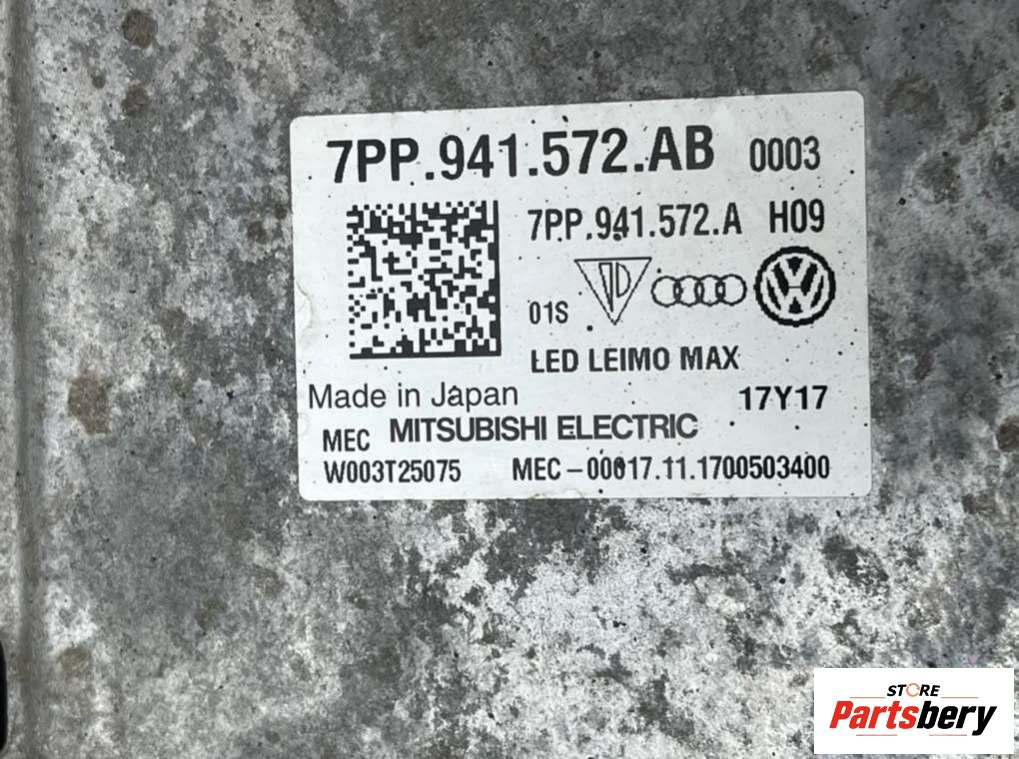 7PP.941.572.AB 0003
7PP.941.572.A H09
01S
LED LEIMO MAX
Made in Japan 17Y17
MEC MITSUBISHI ELECTRIC
W003T25075 MEC-00017.11.1700503400
STORE
Partsbery